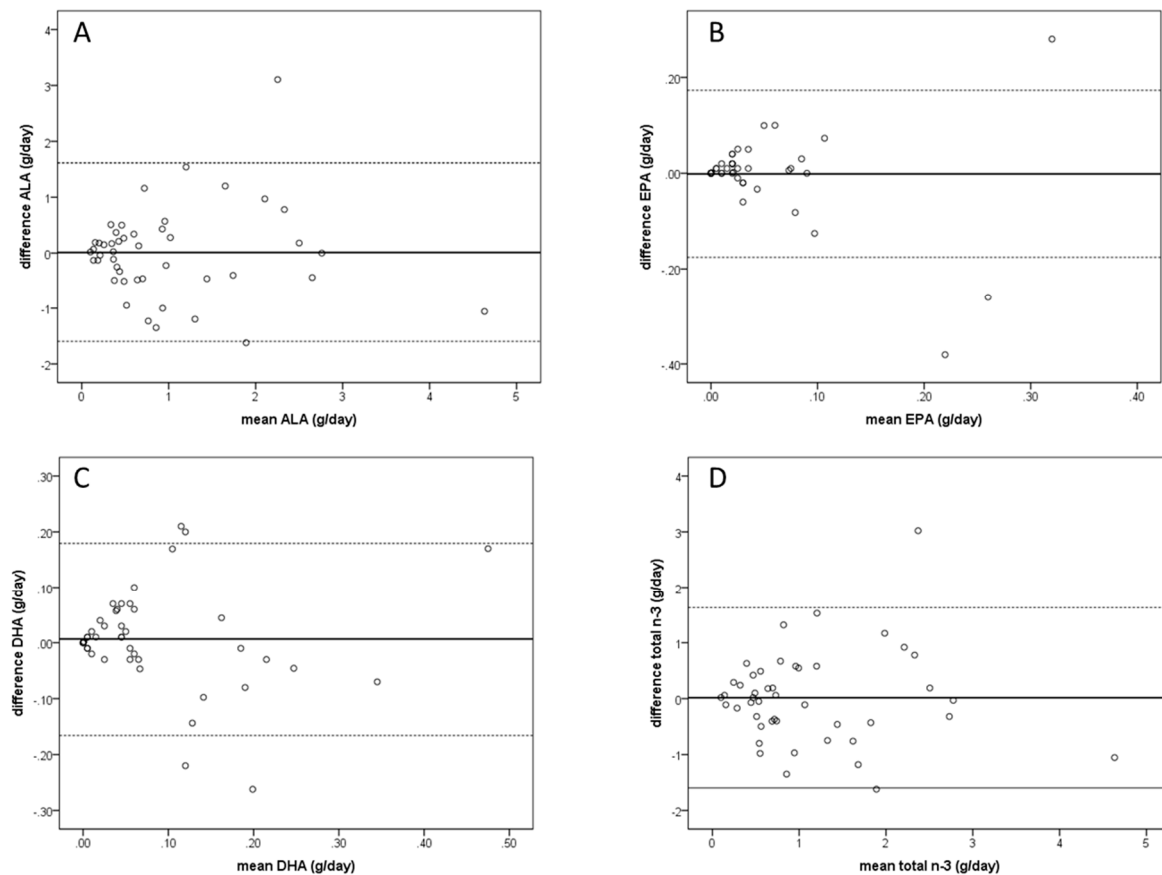 A
difference ALA (g/day)
4
3
2
1
0
-1
-2
0 1 2 3 4 5
mean ALA (g/day)
B
difference EPA (g/day)
.20
.00
-.20
-.40
.00 .10 .20 .30 .40
mean EPA (g/day)
C
difference DHA (g/day)
.30
.20
.10
.00
-.10
-.20
-.30
.00 .10 .20 .30 .40 .50
mean DHA (g/day)
D
difference total n-3 (g/day)
4
3
2
1
0
-1
-2
0 1 2 3 4 5
mean total n-3 (g/day)